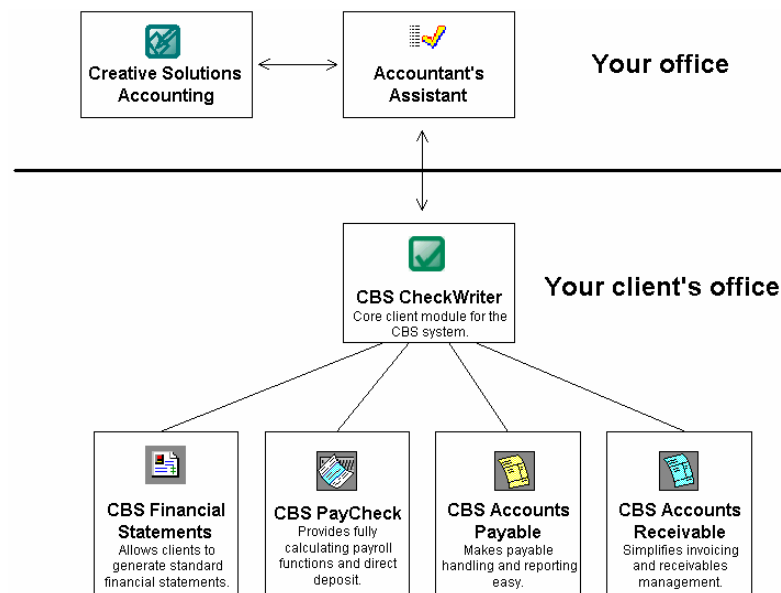 Creative Solutions
Accounting
Accountant's
Assistant
Your office
CBS CheckWriter
Core client module for the
CBS system.
Your client's office
CBS Financial
Statements
Allows clients to
generate standard
financial statements.
CBS PayCheck
Provides fully
calculating payroll
functions and direct
deposit.
CBS Accounts
Payable
Makes payable
handling and reporting
easy.
CBS Accounts
Receivable
Simplifies invoicing
and receivables
management.